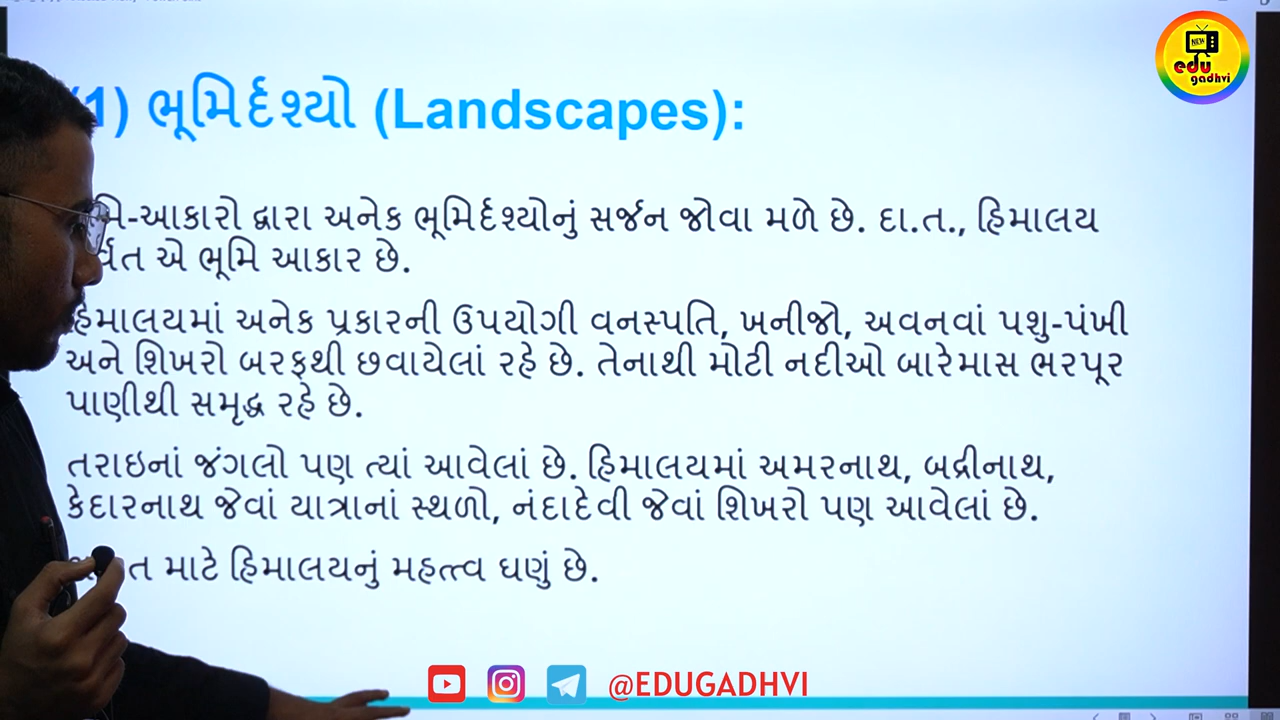 NEW
edu
gadhvi
1) ભૂમિર્દશ્યો (Landscapes):
-આકારો દ્વારા અનેક ભૂમિર્દશ્યોનું સર્જન જોવા મળે છે. દા.ત., હિમાલય
એ ભૂમિ આકાર છે.
હિમાલયમાં અનેક પ્રકારની ઉપયોગી વનસ્પતિ, ખનીજો, અવનવાં પશુ-પંખી
અને શિખરો બરફથી છવાયેલાં રહે છે. તેનાથી મોટી નદીઓ બારેમાસ ભરપૂર
પાણીથી સમૃદ્ધ રહે છે.
તરાઇનાં જંગલો પણ ત્યાં આવેલાં છે. હિમાલયમાં અમરનાથ, બદ્રીનાથ,
કેદારનાથ જેવાં યાત્રાનાં સ્થળો, નંદાદેવી જેવાં શિખરો પણ આવેલાં છે.
માટે હિમાલયનું મહત્ત્વ ઘણું છે.
@EDUGADHVI